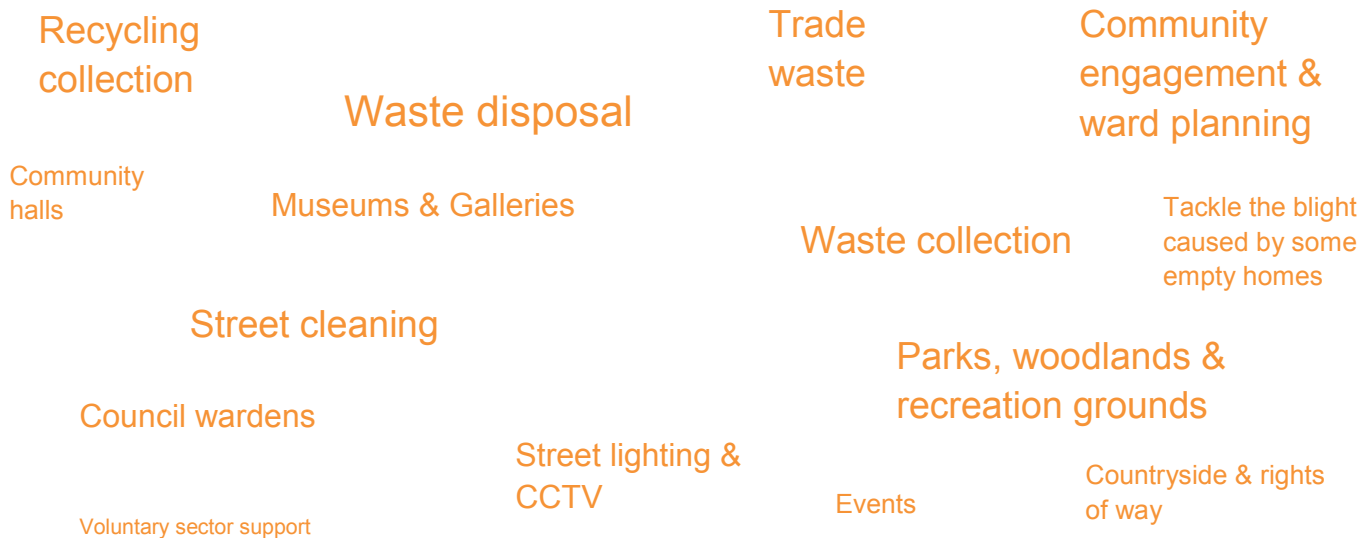 Recycling
collection
Trade
waste
Community
engagement &
ward planning
Waste disposal
Community
halls
Museums & Galleries
Waste collection
Tackle the blight
caused by some
empty homes
Street cleaning
Parks, woodlands &
recreation grounds
Council wardens
Street lighting &
CCTV
Events
Countryside & rights
of way
Voluntary sector support